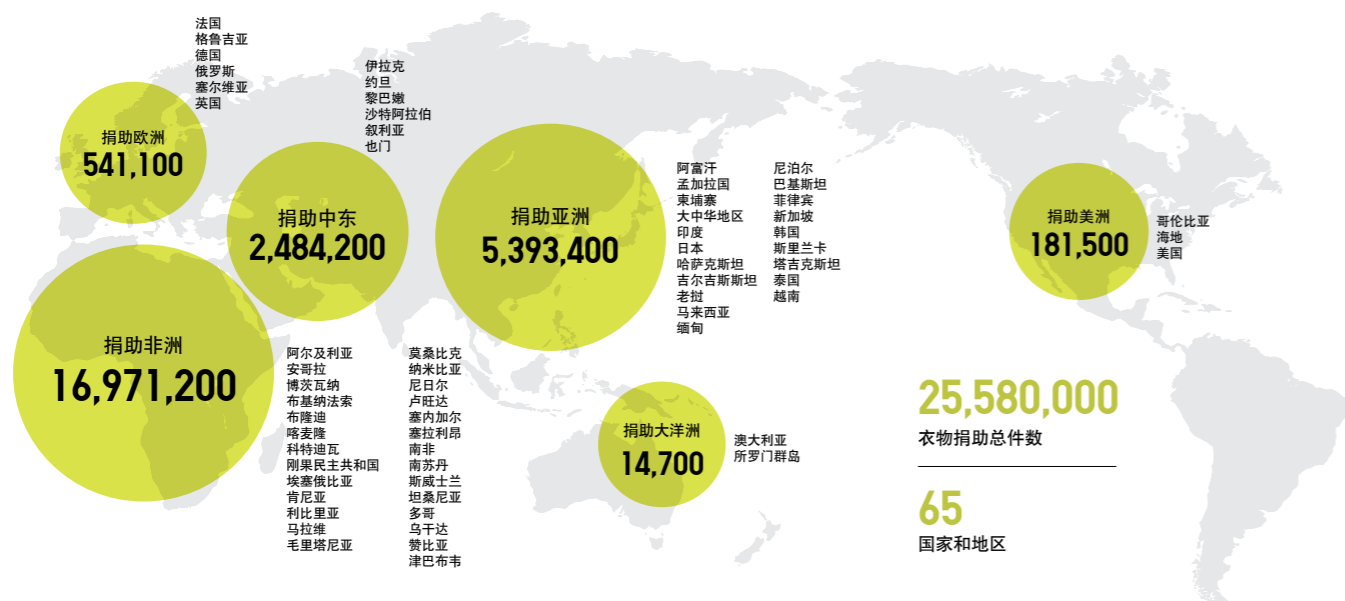 法国
格鲁吉亚
德国
俄罗斯
塞尔维亚
英国
捐助欧洲
541,100
伊拉克
约旦
黎巴嫩
沙特阿拉伯
叙利亚
也门
捐助中东
2,484,200
捐助亚洲
5,393,400
阿富汗
孟加拉国
柬埔寨
大中华地区
印度
日本
哈萨克斯坦
吉尔吉斯斯坦
老挝
马来西亚
缅甸
尼泊尔
巴基斯坦
菲律宾
新加坡
韩国
斯里兰卡
塔吉克斯坦
泰国
越南
捐助美洲
181,500
哥伦比亚
海地
美国
捐助非洲
16,971,200
阿尔及利亚
安哥拉
博茨瓦纳
布基纳法索
布隆迪
喀麦隆
科特迪瓦
刚果民主共和国
埃塞俄比亚
肯尼亚
利比里亚
马拉维
毛里塔尼亚
莫桑比克
纳米比亚
尼日尔
卢旺达
塞内加尔
塞拉利昂
南非
南苏丹
斯威士兰
坦桑尼亚
多哥
乌干达
赞比亚
津巴布韦
捐助大洋洲
14,700
澳大利亚
所罗门群岛
25,580,000
衣物捐助总件数
65
国家和地区